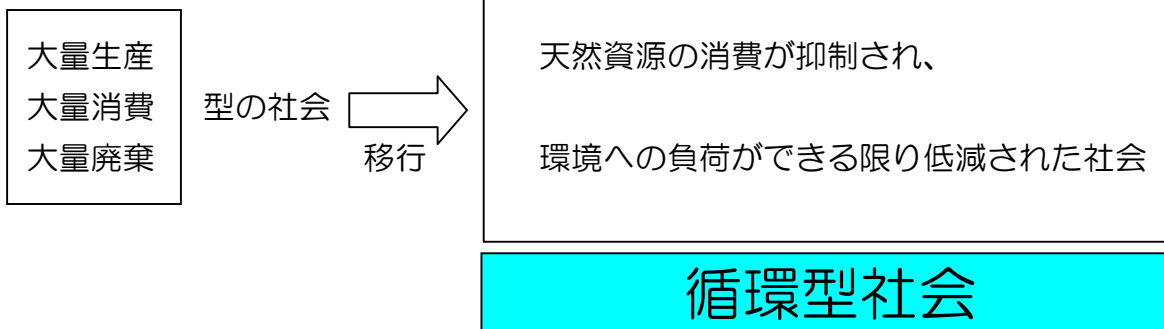 大量生産
大量消費
大量廃棄
型の社会
移行
天然資源の消費が抑制され、
環境への負荷ができる限り低減された社会
循環型社会